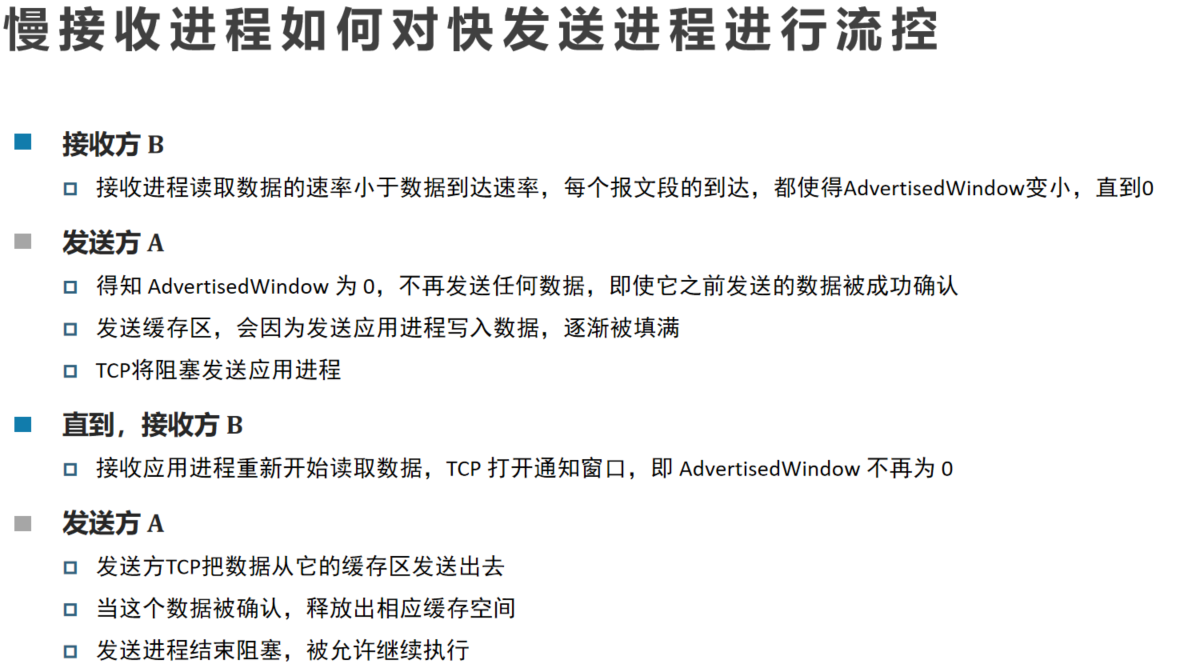 慢接收进程如何对快发送进程进行流控
接收方 B
接收进程读取数据的速率小于数据到达速率，每个报文段的到达，都使得AdvertisedWindow变小，直到0
发送方 A
得知 AdvertisedWindow 为 0，不再发送任何数据，即使它之前发送的数据被成功确认
发送缓存区，会因为发送应用进程写入数据，逐渐被填满
TCP将阻塞发送应用进程
直到，接收方 B
接收应用进程重新开始读取数据，TCP 打开通知窗口，即 AdvertisedWindow 不再为 0
发送方 A
发送方TCP把数据从它的缓存区发送出去
当这个数据被确认，释放出相应缓存空间
发送进程结束阻塞，被允许继续执行